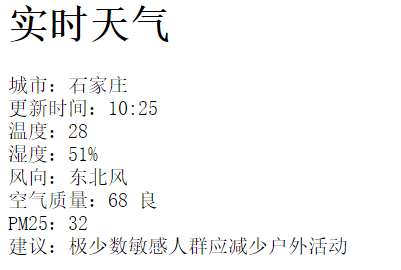 实时天气
城市：石家庄
更新时间：10:25
温度：28
湿度：51%
风向：东北风
空气质量：68 良
PM25：32
建议：极少数敏感人群应减少户外活动